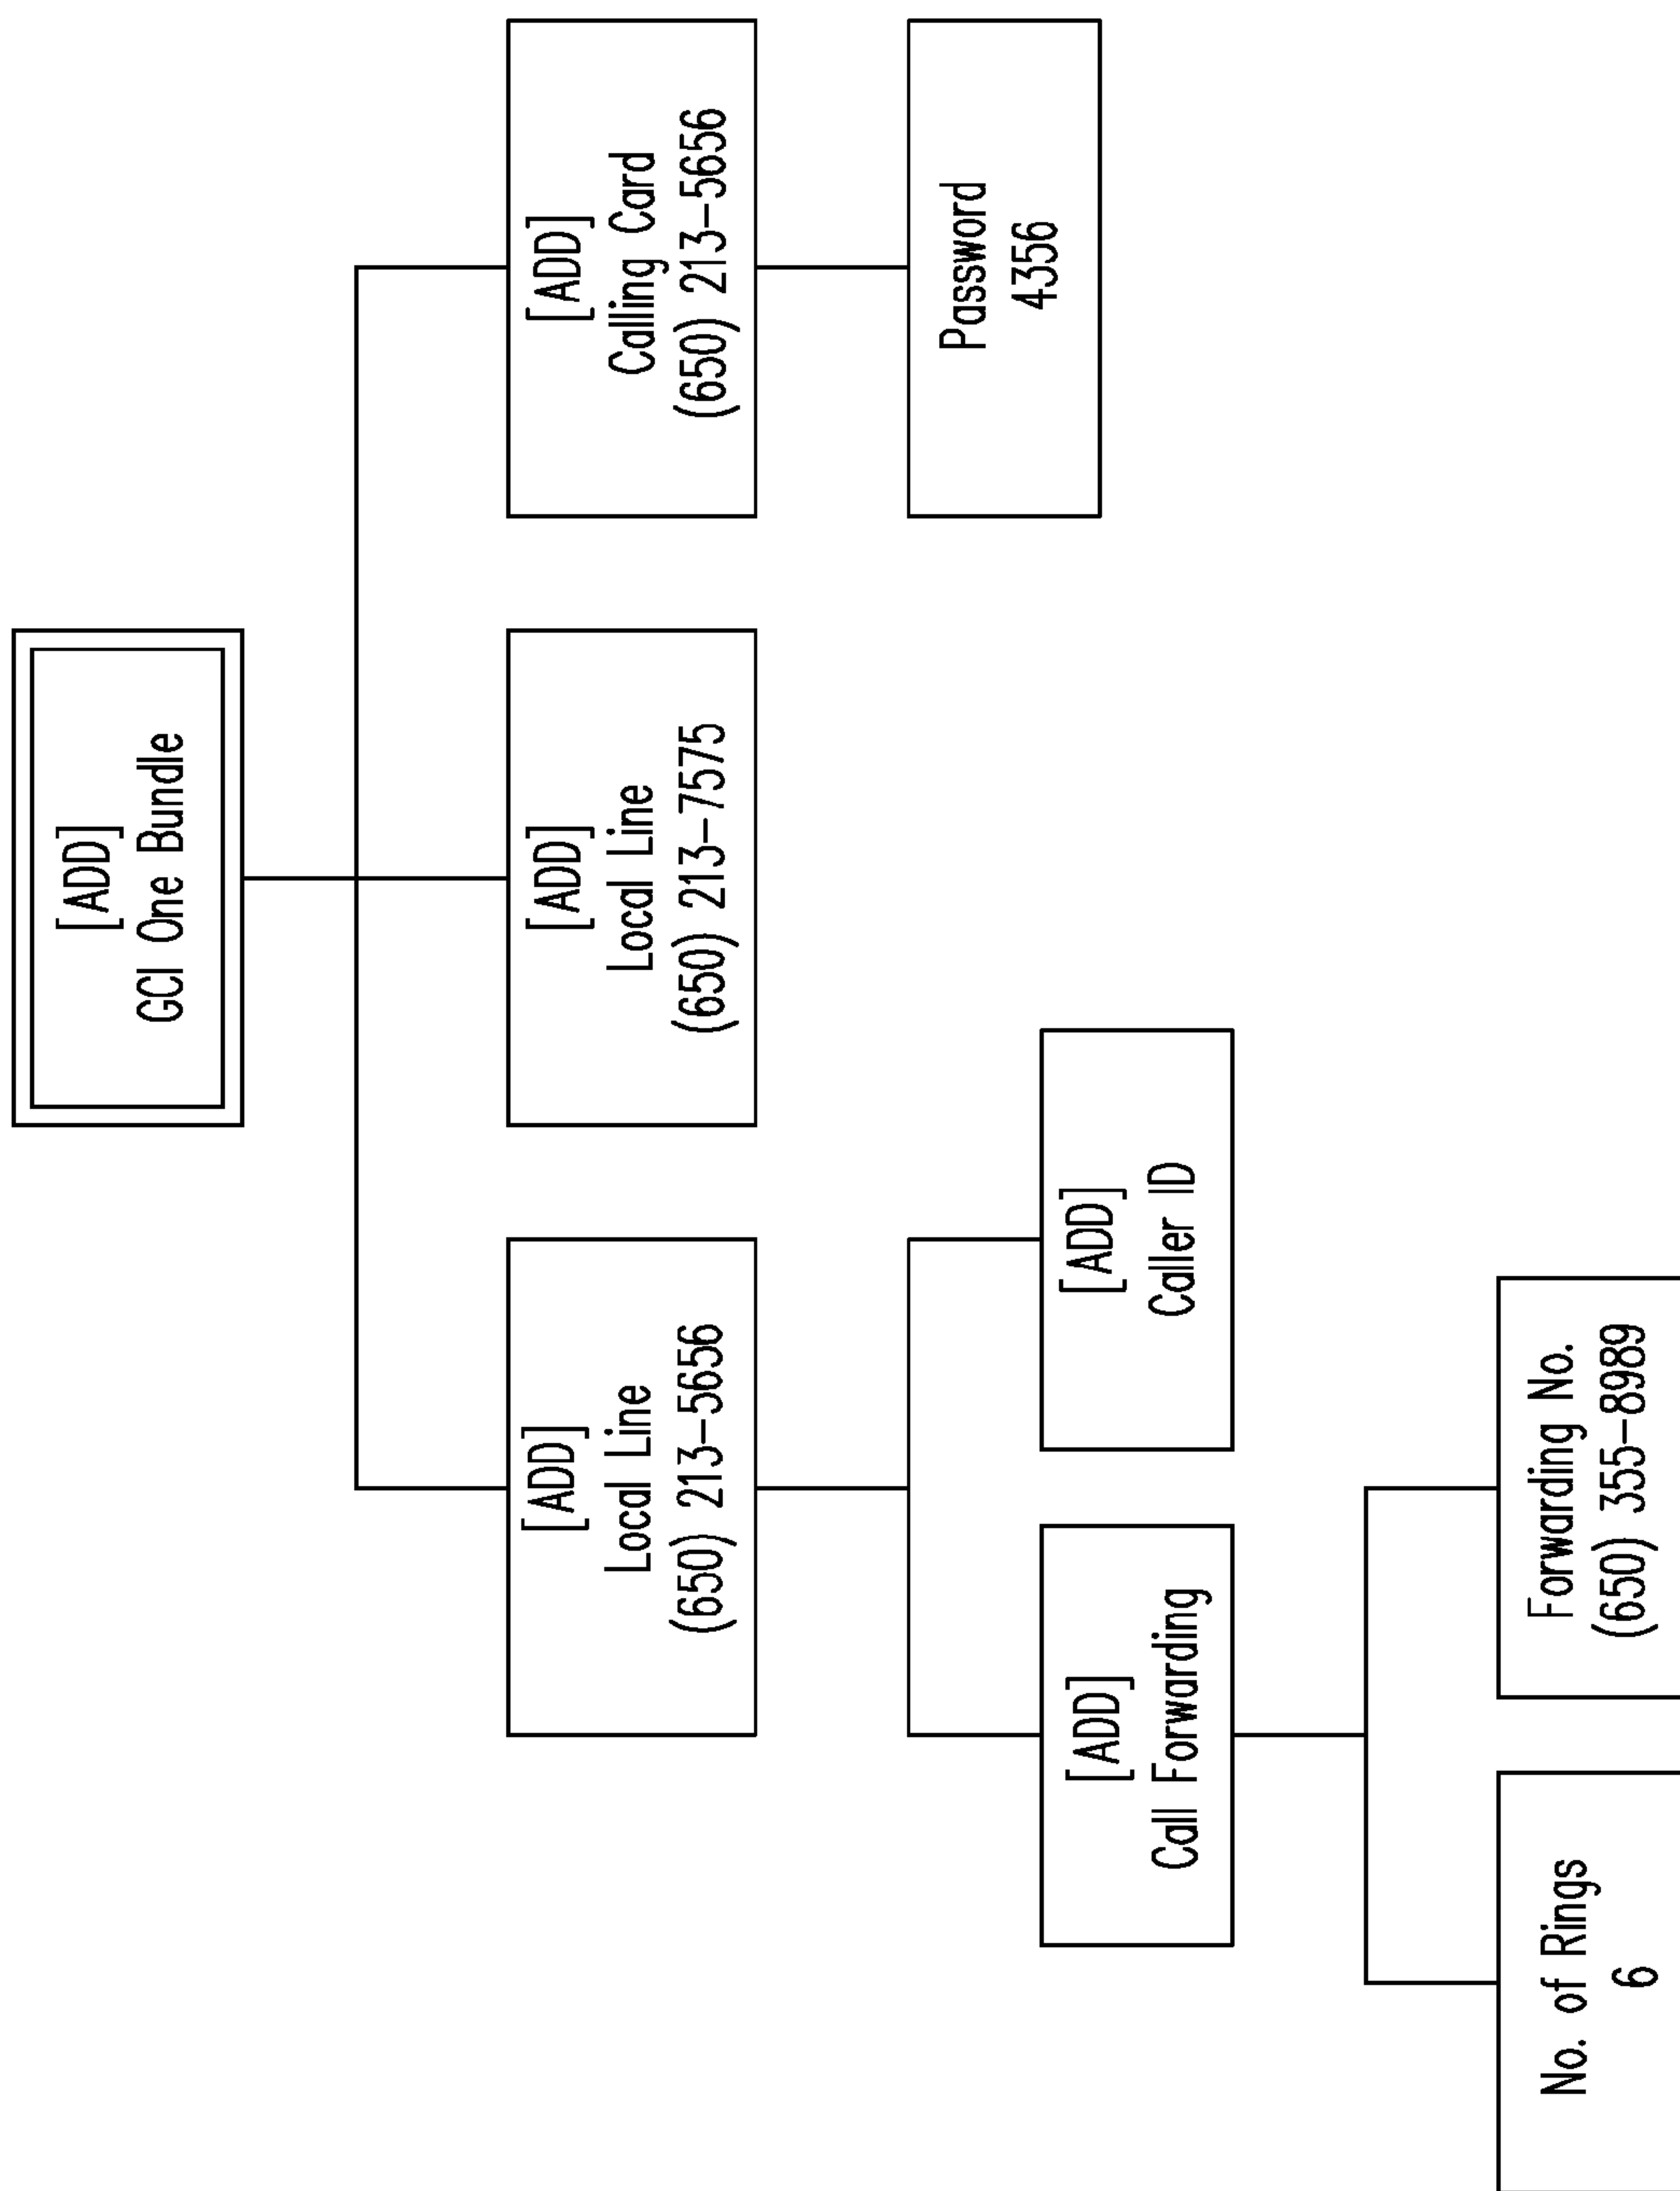 [ADD]
GCI One Bundle
[ADD]
Local Line
(650) 213-5656
[ADD]
Local Line
(650) 213-7575
[ADD]
Calling Card
(650) 213-5656
[ADD]
Call Forwarding
[ADD]
Caller ID
Password
4356
No. of Rings
6
Forwarding No.
(650) 355-8989